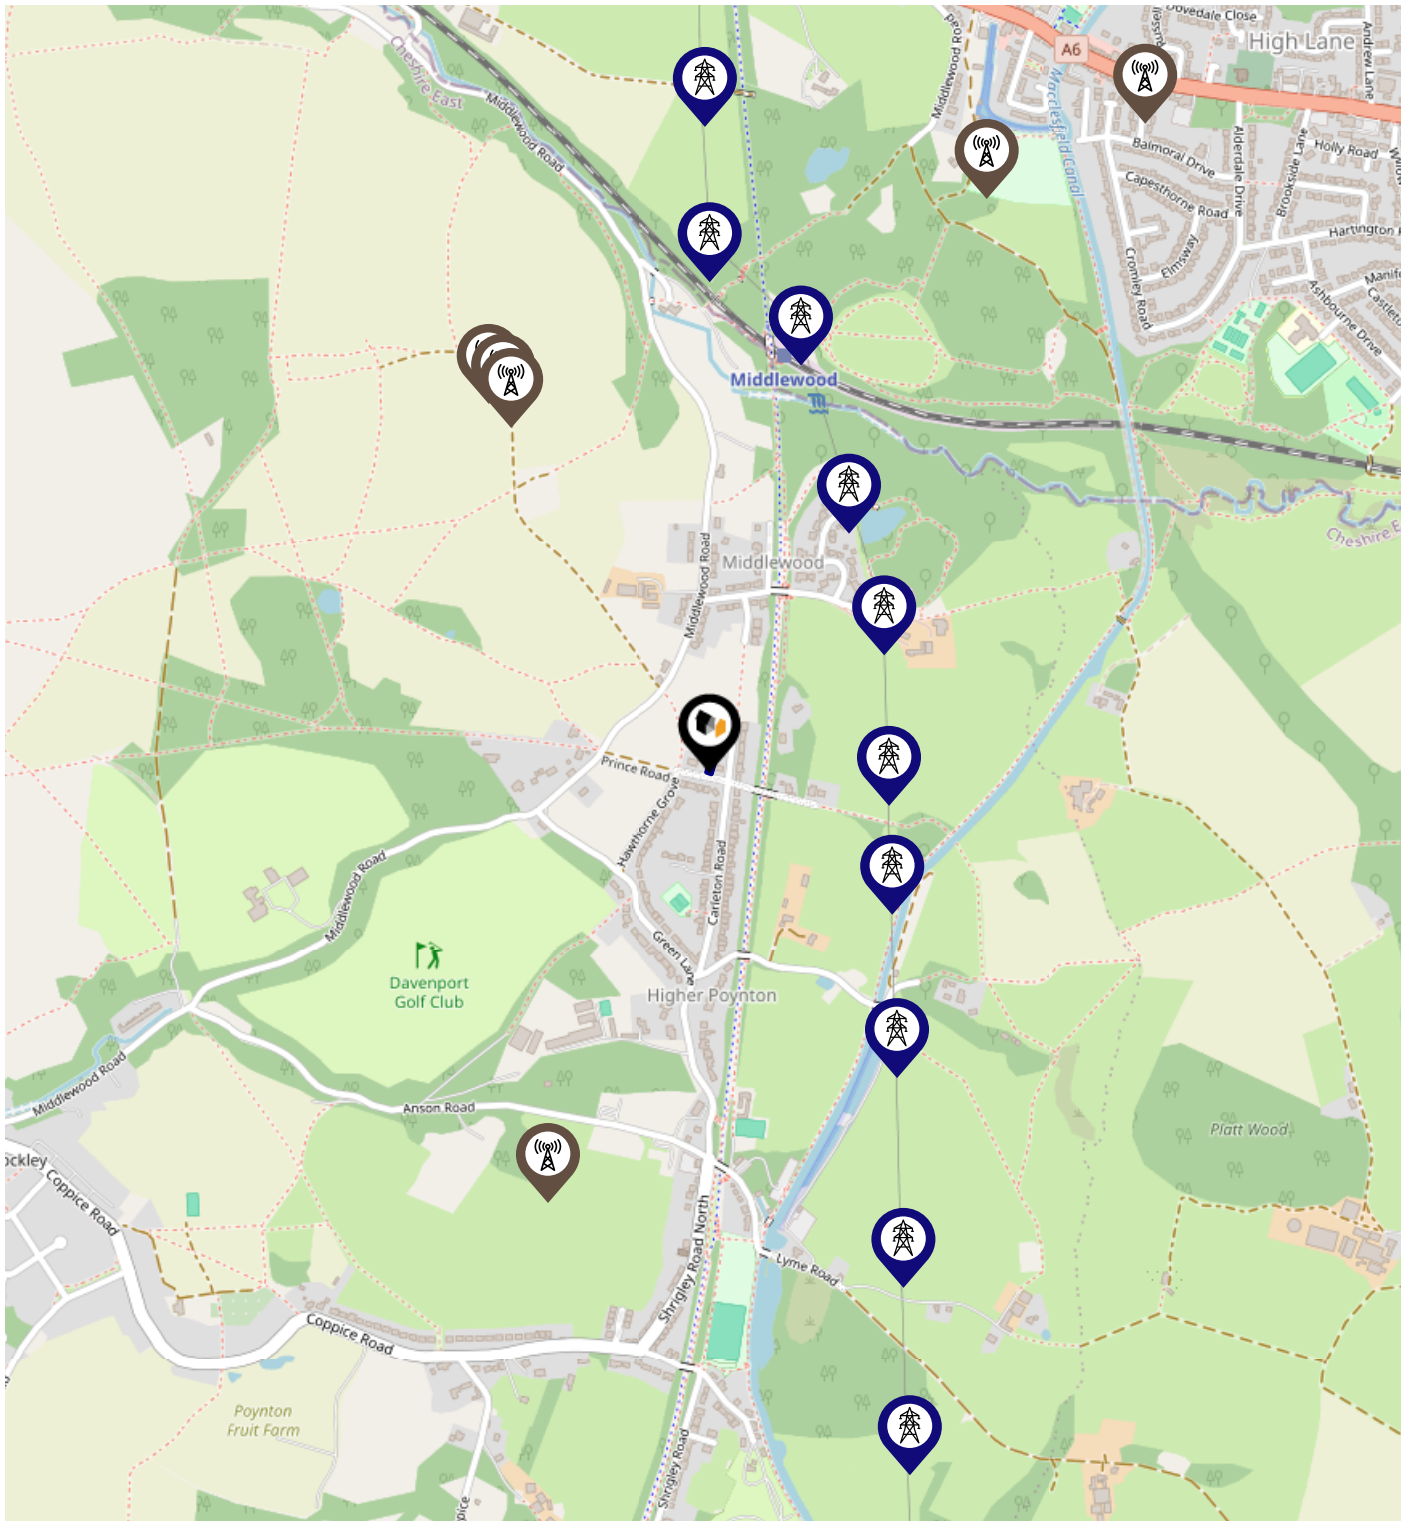 Dovedale Close
High Lane
A6
Andrew Lane
Middlewood Road
Cheshire East
Middlewood Road
Macclesfield Canal
Balmoral Drive
Alderdale Drive
Brookside Lane
Holly Road
Capesthorne Road
Hartington
Elmsway
Cromley Road
Ashbourne Drive
Middlewood
Cheshire
Middlewood
Middlewood Road
Prince Road
Hawthorne Grove
Carleton Road
Middlewood Road
Green Lane
Davenport
Golf Club
Higher Poynton
Middlewood Road
Anson Road
Platt Wood
ockley
Coppice Road
Shrigley Road North
Lyme Road
Coppice Road
Poynton
Fruit Farm
Shrigley Road